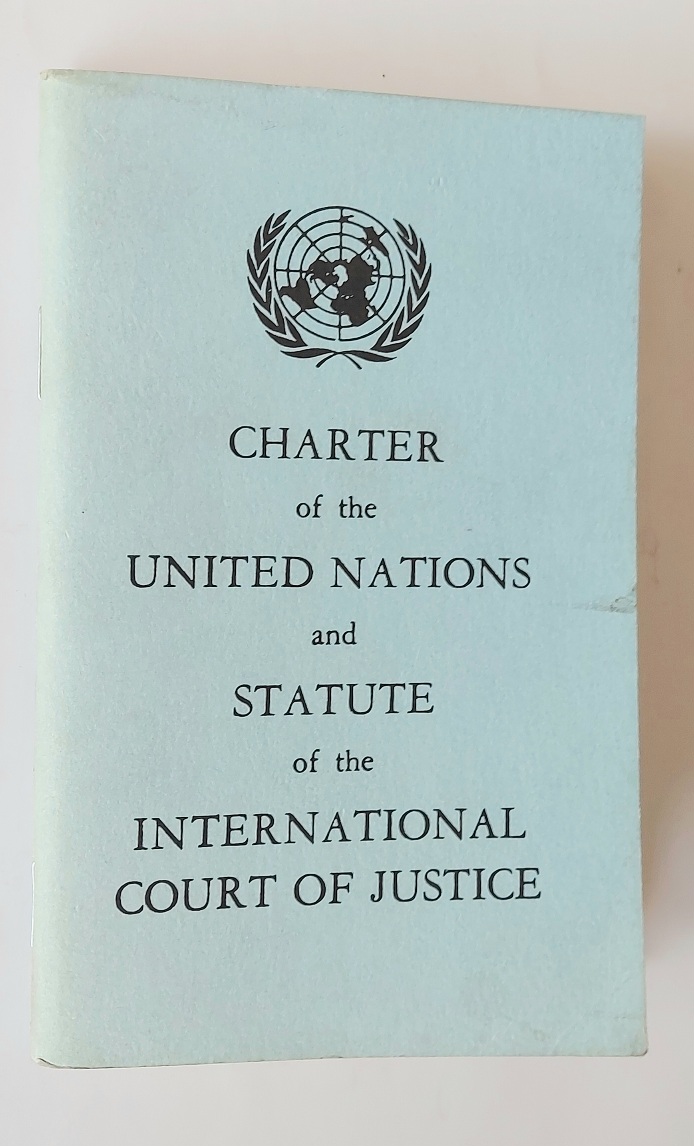 CHARTER
of the
UNITED NATIONS
and
STATUTE
of the
INTERNATIONAL
COURT OF JUSTICE